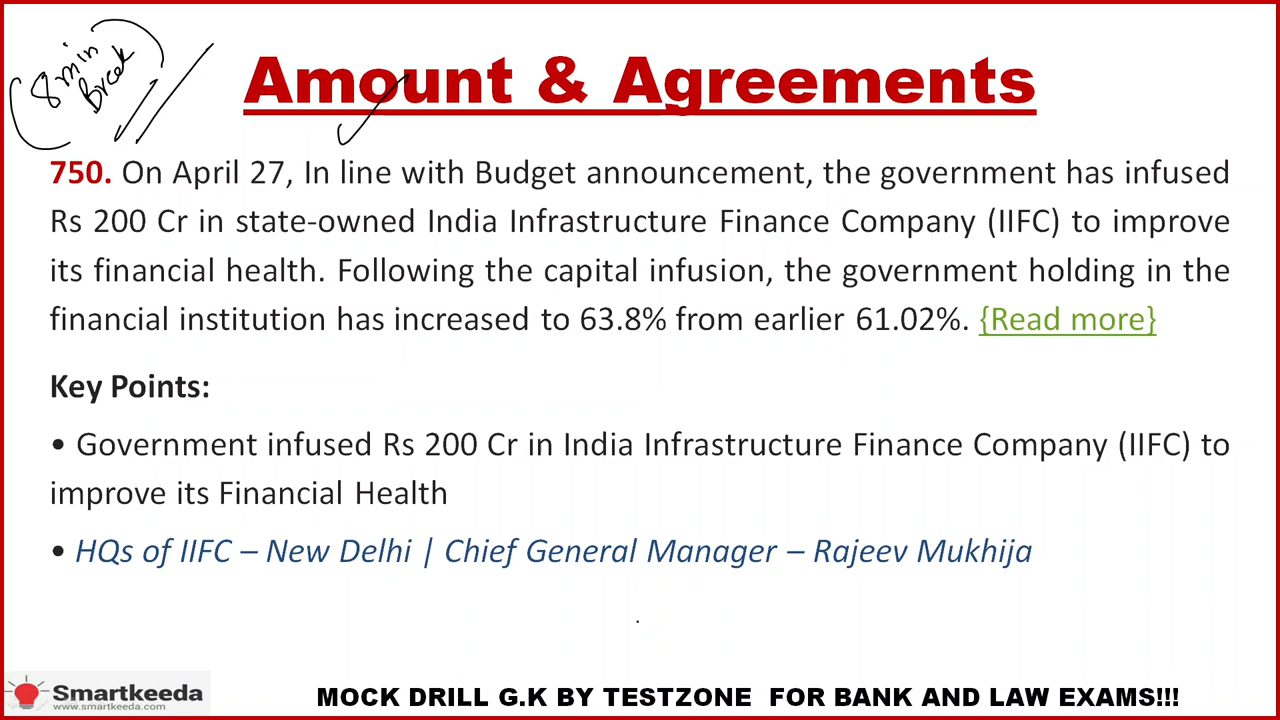 (8 min
Break)
Amount & Agreements
750. On April 27, In line with Budget announcement, the government has infused
Rs 200 Cr in state-owned India Infrastructure Finance Company (IIFC) to improve
its financial health. Following the capital infusion, the government holding in the
financial institution has increased to 63.8% from earlier 61.02%. {Read more}
Key Points:
• Government infused Rs 200 Cr in India Infrastructure Finance Company (IIFC) to
improve its Financial Health
• HQs of IIFC – New Delhi | Chief General Manager – Rajeev Mukhija
Smartkeeda
www.smartkeeda.com
MOCK DRILL G.K BY TESTZONE FOR BANK AND LAW EXAMS!!!